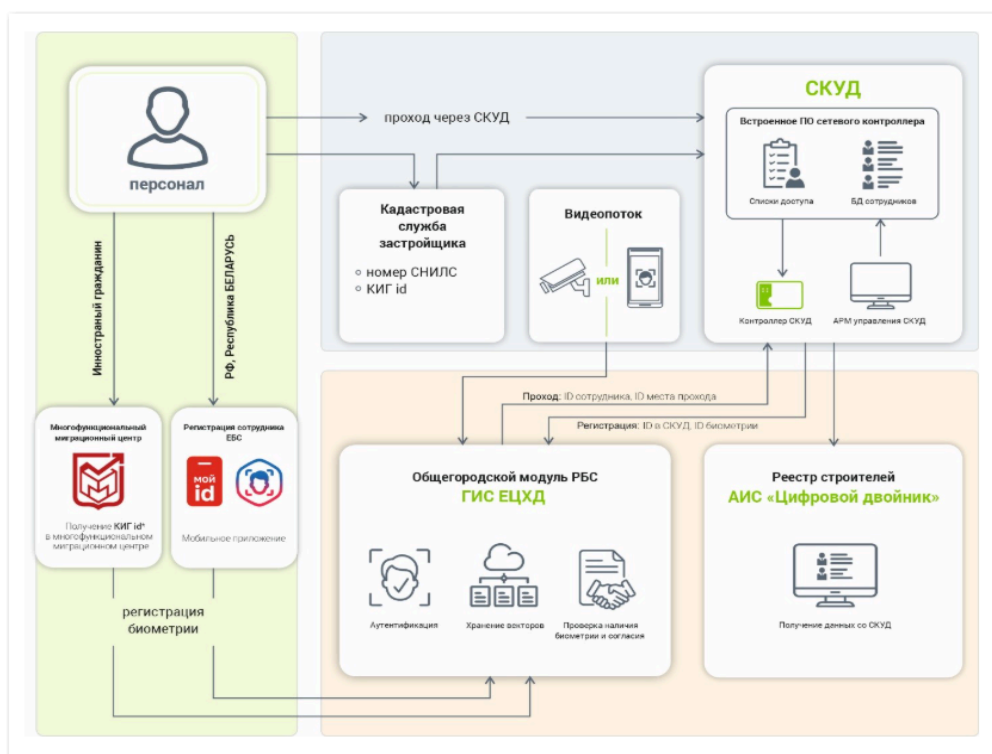 персонал
Инностраный гражданин
РФ, Республика БЕЛАРУСЬ
Многофункциональный
миграционный центр
Получение КИГ id*
в многофункциональном
миграционном центре
Регистрация сотрудника
ЕБС
мой
id
Мобильное приложение
регистрация
биометрии
проход через СКУД
Кадастровая
служба
застройщика
номер СНИЛС
КИГ id
Видеопоток
или
СКУД
Встроенное ПО сетевого контроллера
Списки доступа
БД сотрудников
Контроллер СКУД
АРМ управления СКУД
Проход: ID сотрудника, ID места прохода
Регистрация: ID в СКУД, ID биометрии
Общегородской модуль РБС
ГИС ЕЦХД
Аутентификация
Хранение векторов
Проверка наличия
биометрии и согласия
Реестр строителей
АИС «Цифровой двойник»
Получение данных со СКУД